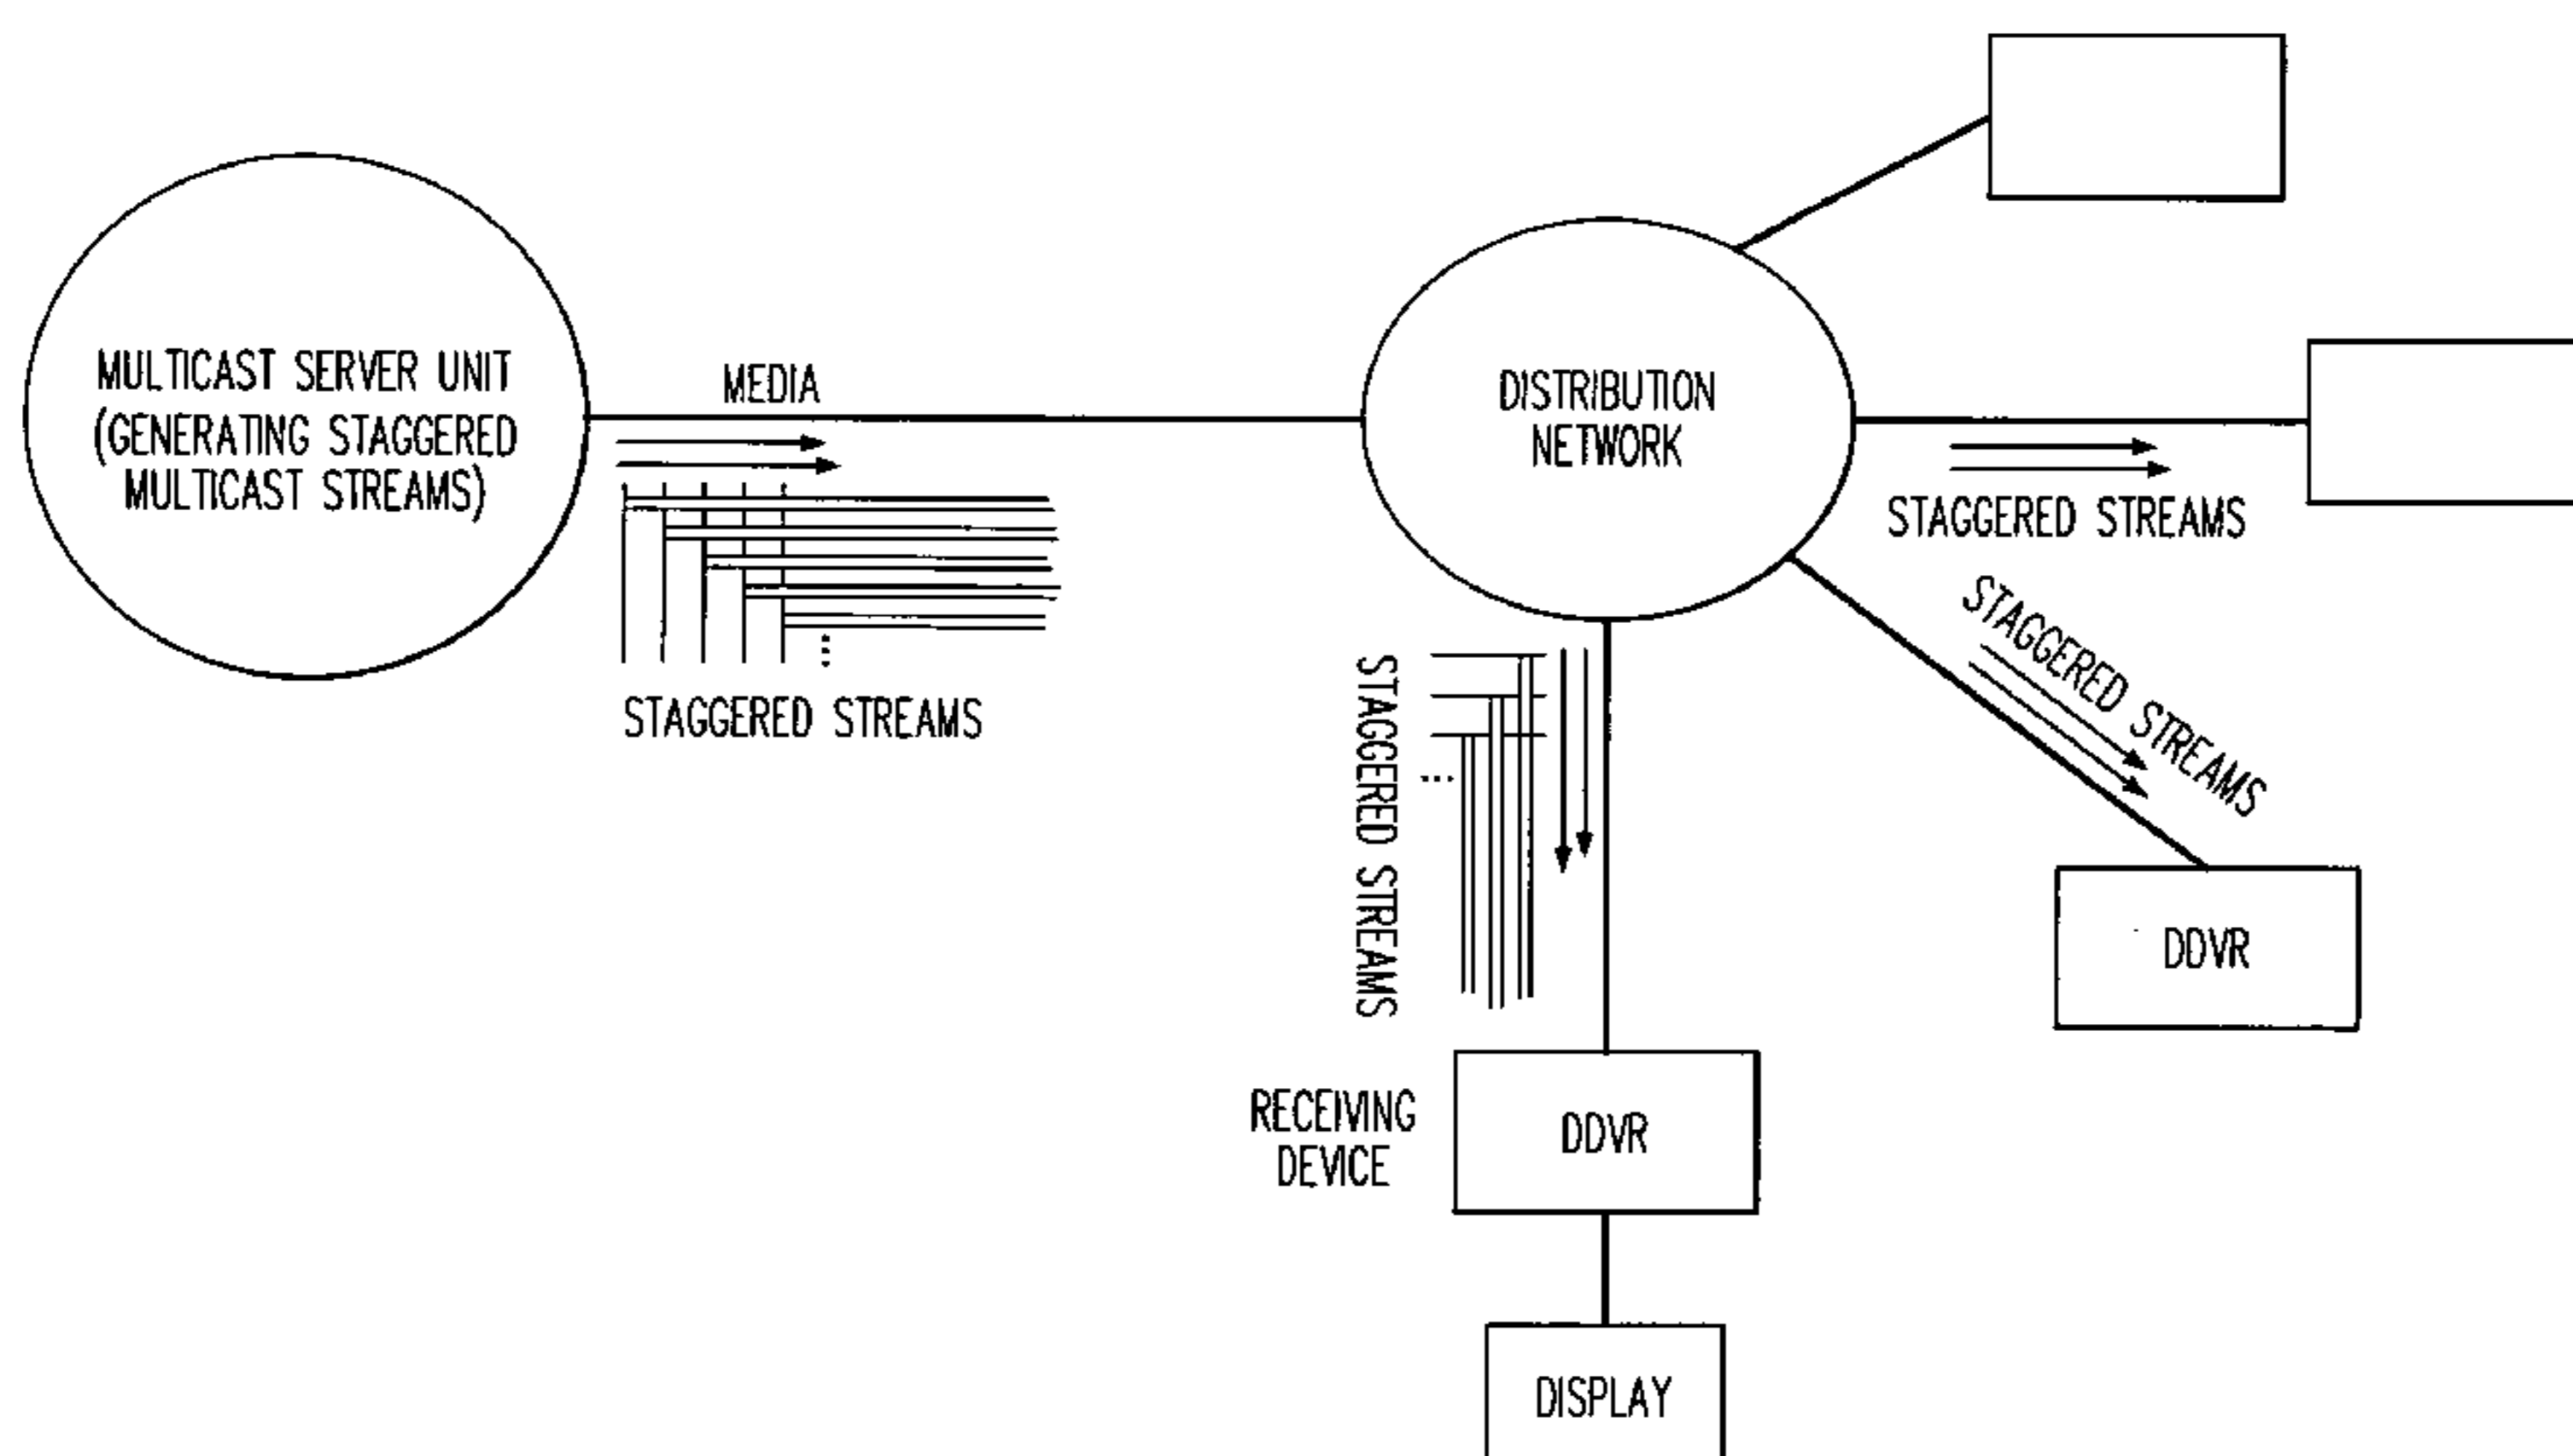 MULTICAST SERVER UNIT
(GENERATING STAGGERED
MULTICAST STREAMS)
MEDIA
STAGGERED STREAMS
DISTRIBUTION
NETWORK
STAGGERED STREAMS
STAGGERED STREAMS
STAGGERED STREAMS
DDVR
RECEIVING
DEVICE
DDVR
DISPLAY